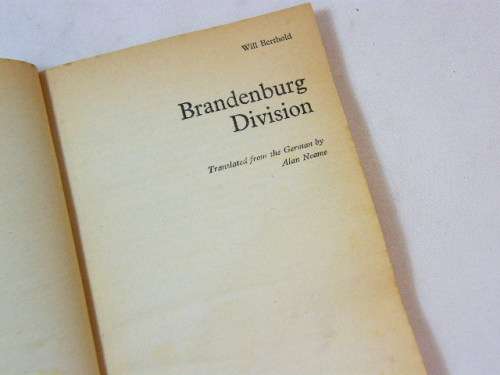 Will Berthold
Brandenburg
Division
Translated from the German by
Alan Neame